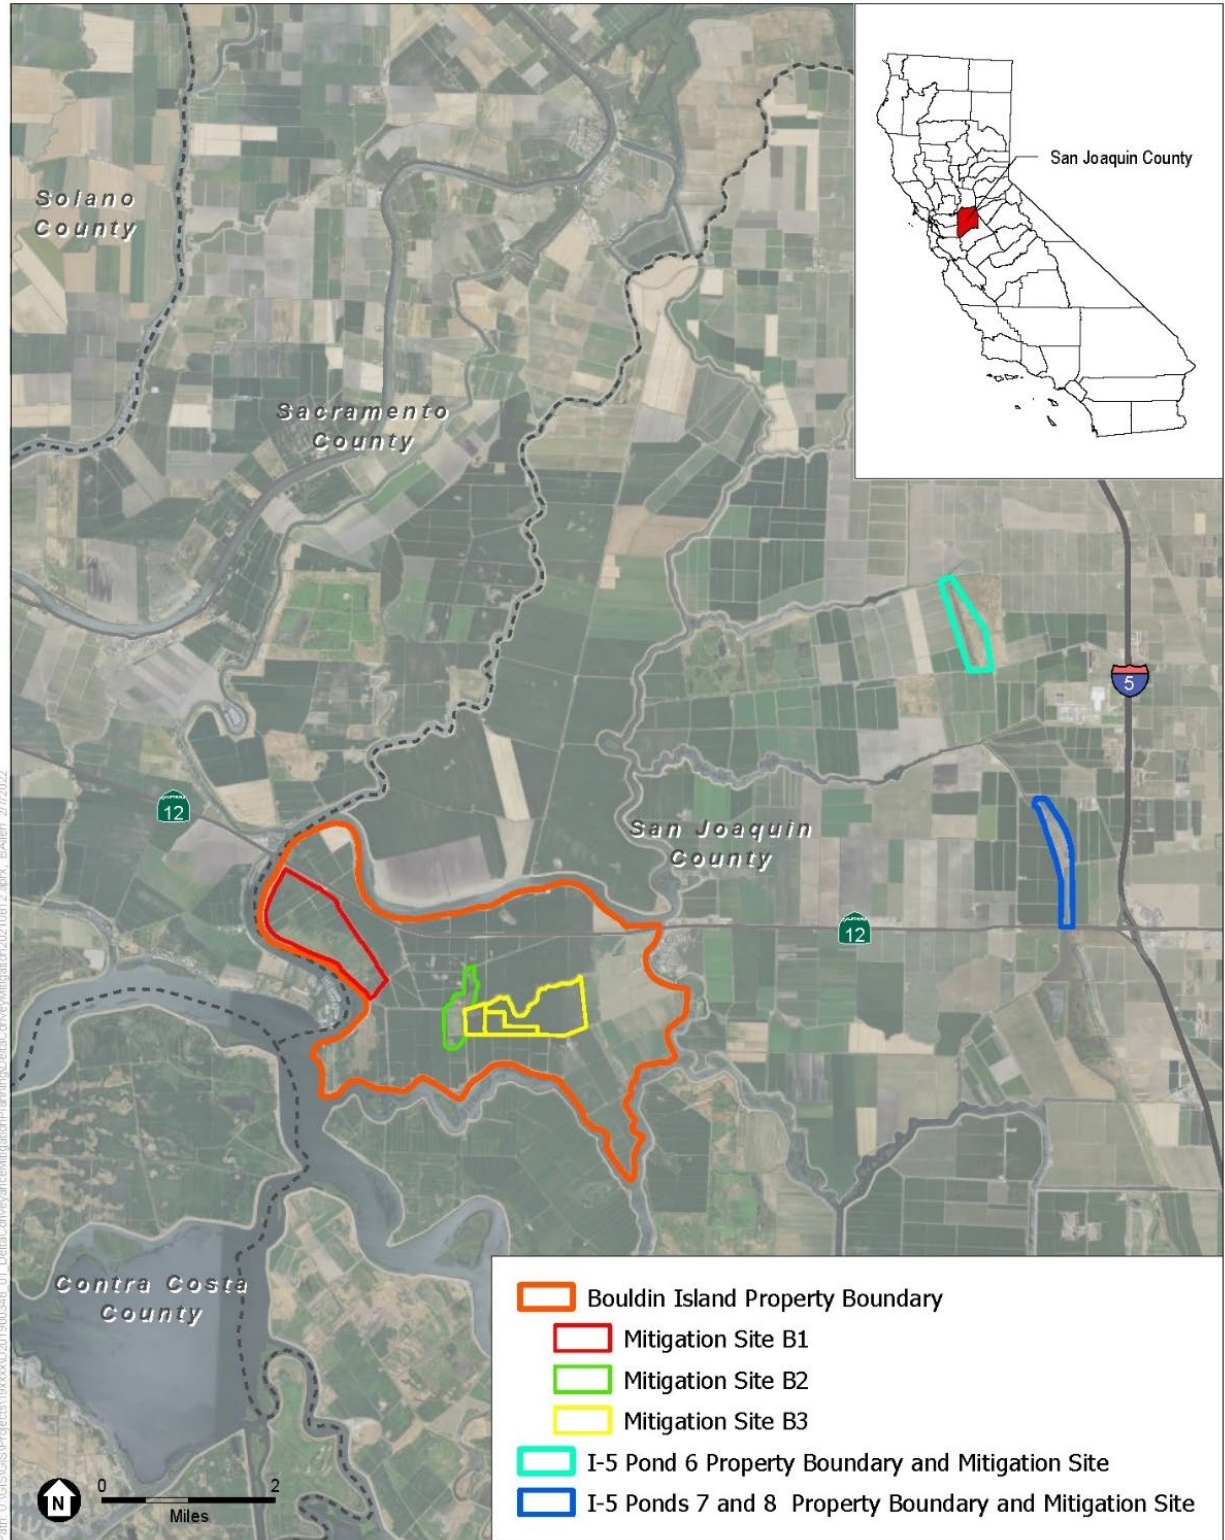 San Joaquin County
Solano
County
Sacramento
County
5
12
San Joaquin
County
12
Contra Costa
County
Bouldin Island Property Boundary
Mitigation Site B1
Mitigation Site B2
Mitigation Site B3
I-5 Pond 6 Property Boundary and Mitigation Site
I-5 Ponds 7 and 8 Property Boundary and Mitigation Site
N
0
2
Miles